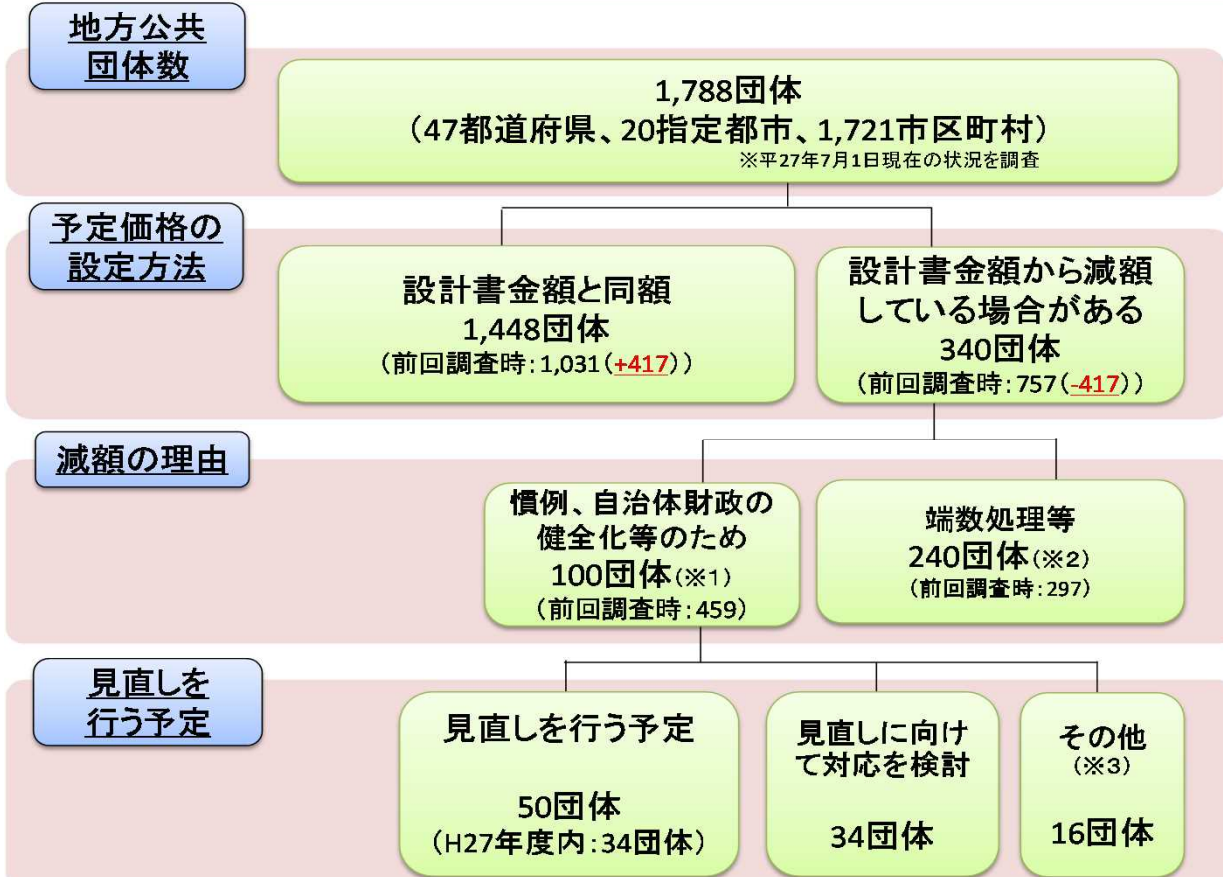 地方公共
団体数
1,788団体
（47都道府県、20指定都市、1,721市区町村）
※平27年7月1日現在の状況を調査
予定価格の
設定方法
設計書金額と同額
1,448団体
（前回調査時：1,031（+417））
設計書金額から減額
している場合がある
340団体
（前回調査時：757（-417））
減額の理由
慣例、自治体財政の
健全化等のため
100団体（※1）
（前回調査時：459）
端数処理等
240団体（※2）
（前回調査時：297）
見直しを
行う予定
見直しを行う予定
50団体
（H27年度内：34団体）
見直しに向け
て対応を検討
34団体
その他
（※3）
16団体